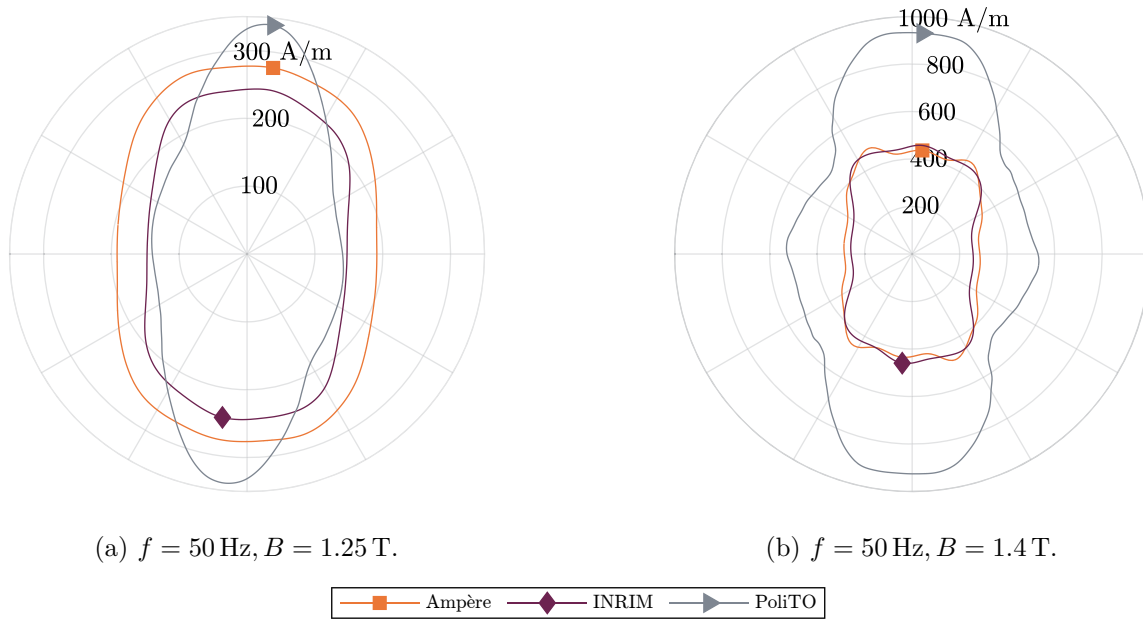 300 A/m
200
100
1000 A/m
800
600
400
200
(a) f = 50 Hz, B = 1.25 T.
(b) f = 50 Hz, B = 1.4 T.
Ampère INRIM PoliTO